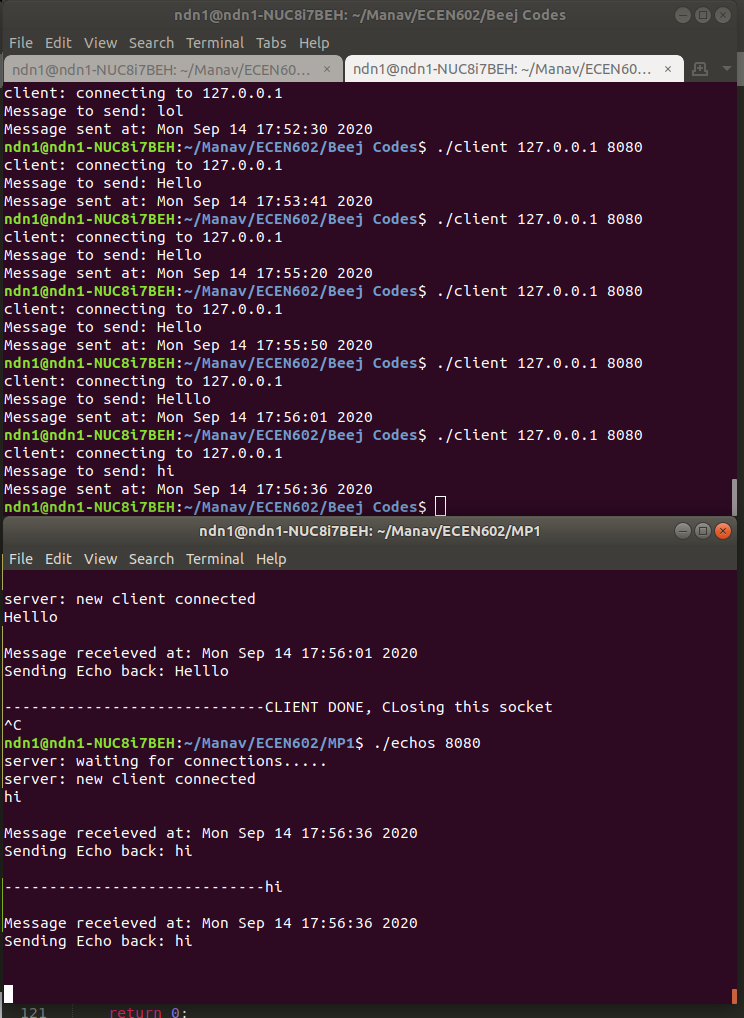 ndn1@ndn1-NUC8i7BEH: ~/Manav/ECEN602/Beej Codes
File Edit View Search Terminal Tabs Help
ndn1@ndn1-NUC8i7BEH: ~/Manav/ECEN60… × ndn1@ndn1-NUC8i7BEH: ~/Manav/ECEN60… ×
client: connecting to 127.0.0.1
Message to send: lol
Message sent at: Mon Sep 14 17:52:30 2020
ndn1@ndn1-NUC8i7BEH:~/Manav/ECEN602/Beej Codes$ ./client 127.0.0.1 8080
client: connecting to 127.0.0.1
Message to send: Hello
Message sent at: Mon Sep 14 17:53:41 2020
ndn1@ndn1-NUC8i7BEH:~/Manav/ECEN602/Beej Codes$ ./client 127.0.0.1 8080
client: connecting to 127.0.0.1
Message to send: Hello
Message sent at: Mon Sep 14 17:55:20 2020
ndn1@ndn1-NUC8i7BEH:~/Manav/ECEN602/Beej Codes$ ./client 127.0.0.1 8080
client: connecting to 127.0.0.1
Message to send: Hello
Message sent at: Mon Sep 14 17:55:50 2020
ndn1@ndn1-NUC8i7BEH:~/Manav/ECEN602/Beej Codes$ ./client 127.0.0.1 8080
client: connecting to 127.0.0.1
Message to send: Helllo
Message sent at: Mon Sep 14 17:56:01 2020
ndn1@ndn1-NUC8i7BEH:~/Manav/ECEN602/Beej Codes$ ./client 127.0.0.1 8080
client: connecting to 127.0.0.1
Message to send: hi
Message sent at: Mon Sep 14 17:56:36 2020
ndn1@ndn1-NUC8i7BEH:~/Manav/ECEN602/Beej Codes$
ndn1@ndn1-NUC8i7BEH: ~/Manav/ECEN602/MP1
File Edit View Search Terminal Help
server: new client connected
Helllo
Message receieved at: Mon Sep 14 17:56:01 2020
Sending Echo back: Helllo
-----------------------------CLIENT DONE, CLosing this socket
^C
ndn1@ndn1-NUC8i7BEH:~/Manav/ECEN602/MP1$ ./echos 8080
server: waiting for connections.....
server: new client connected
hi
Message receieved at: Mon Sep 14 17:56:36 2020
Sending Echo back: hi
-----------------------------hi
Message receieved at: Mon Sep 14 17:56:36 2020
Sending Echo back: hi
121 return 0;